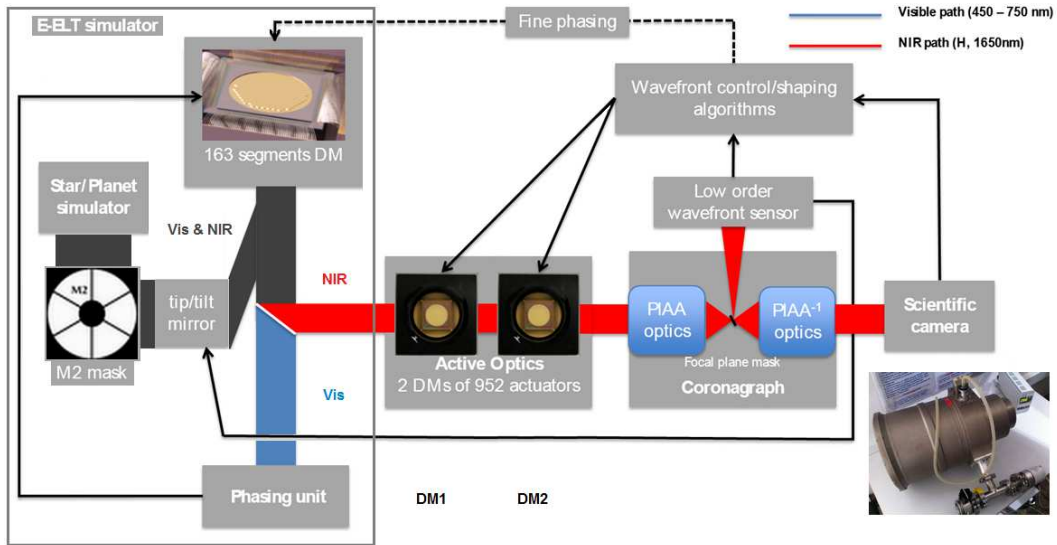 E-ELT simulator
Fine phasing
Visible path (450 – 750 nm)
NIR path (H, 1650nm)
163 segments DM
Wavefront control/shaping
algorithms
Star/Planet
simulator
Vis & NIR
Low order
wavefront sensor
M2
tip/tilt
mirror
M2 mask
NIR
PIAA
optics
PIAA-1
optics
Scientific
camera
Focal plane mask
Active Optics
2 DMs of 952 actuators
Coronagraph
Vis
Phasing unit
DM1
DM2